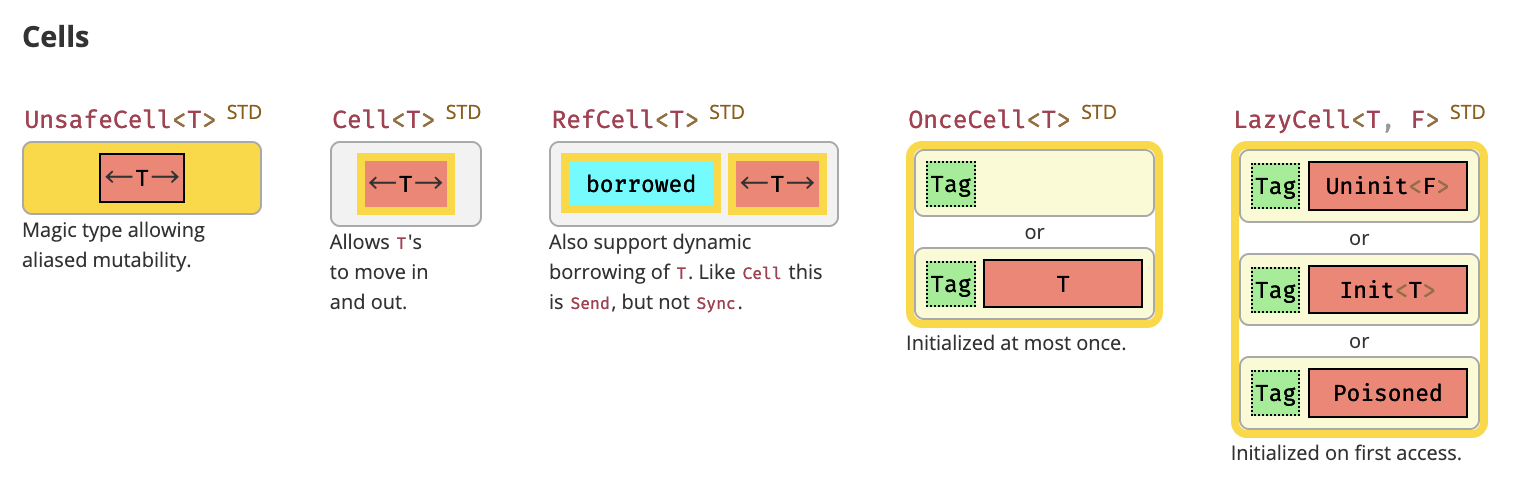 Cells
UnsafeCell<T> STD
←T→
Magic type allowing
aliased mutability.
Cell<T> STD
←T→
Allows T's
to move in
and out.
RefCell<T> STD
borrowed ←T→
Also support dynamic
borrowing of T. Like Cell this
is Send, but not Sync.
OnceCell<T> STD
Tag
or
Tag T
Initialized at most once.
LazyCell<T, F> STD
Tag Uninit<F>
or
Tag Init<T>
or
Tag Poisoned
Initialized on first access.